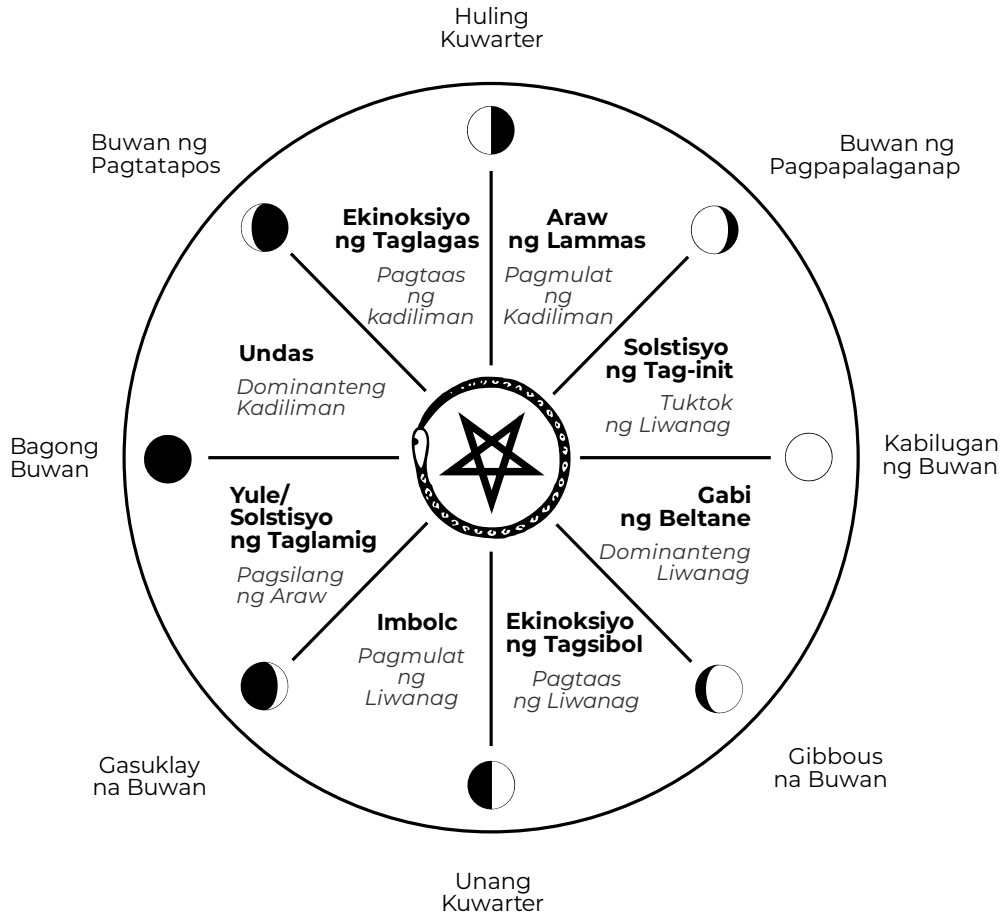 Huling
Kuwarter
Buwan ng
Pagtatapos
Buwan ng
Pagpapalaganap
Ekinoksiyo
ng Taglagas
Pagtaas
ng
kadiliman
Araw
ng Lammas
Pagmulat
ng
Kadiliman
Undas
Dominanteng
Kadiliman
Solstisyo
ng Tag-init
Tuktok
ng Liwanag
Bagong
Buwan
Kabilugan
ng Buwan
Yule/
Solstisyo
ng Taglamig
Pagsilang
ng Araw
Gabi
ng Beltane
Dominanteng
Liwanag
Imbolc
Pagmulat
ng
Liwanag
Ekinoksiyo
ng Tagsibol
Pagtaas
ng Liwanag
Gasuklay
na Buwan
Gibbous
na Buwan
Unang
Kuwarter